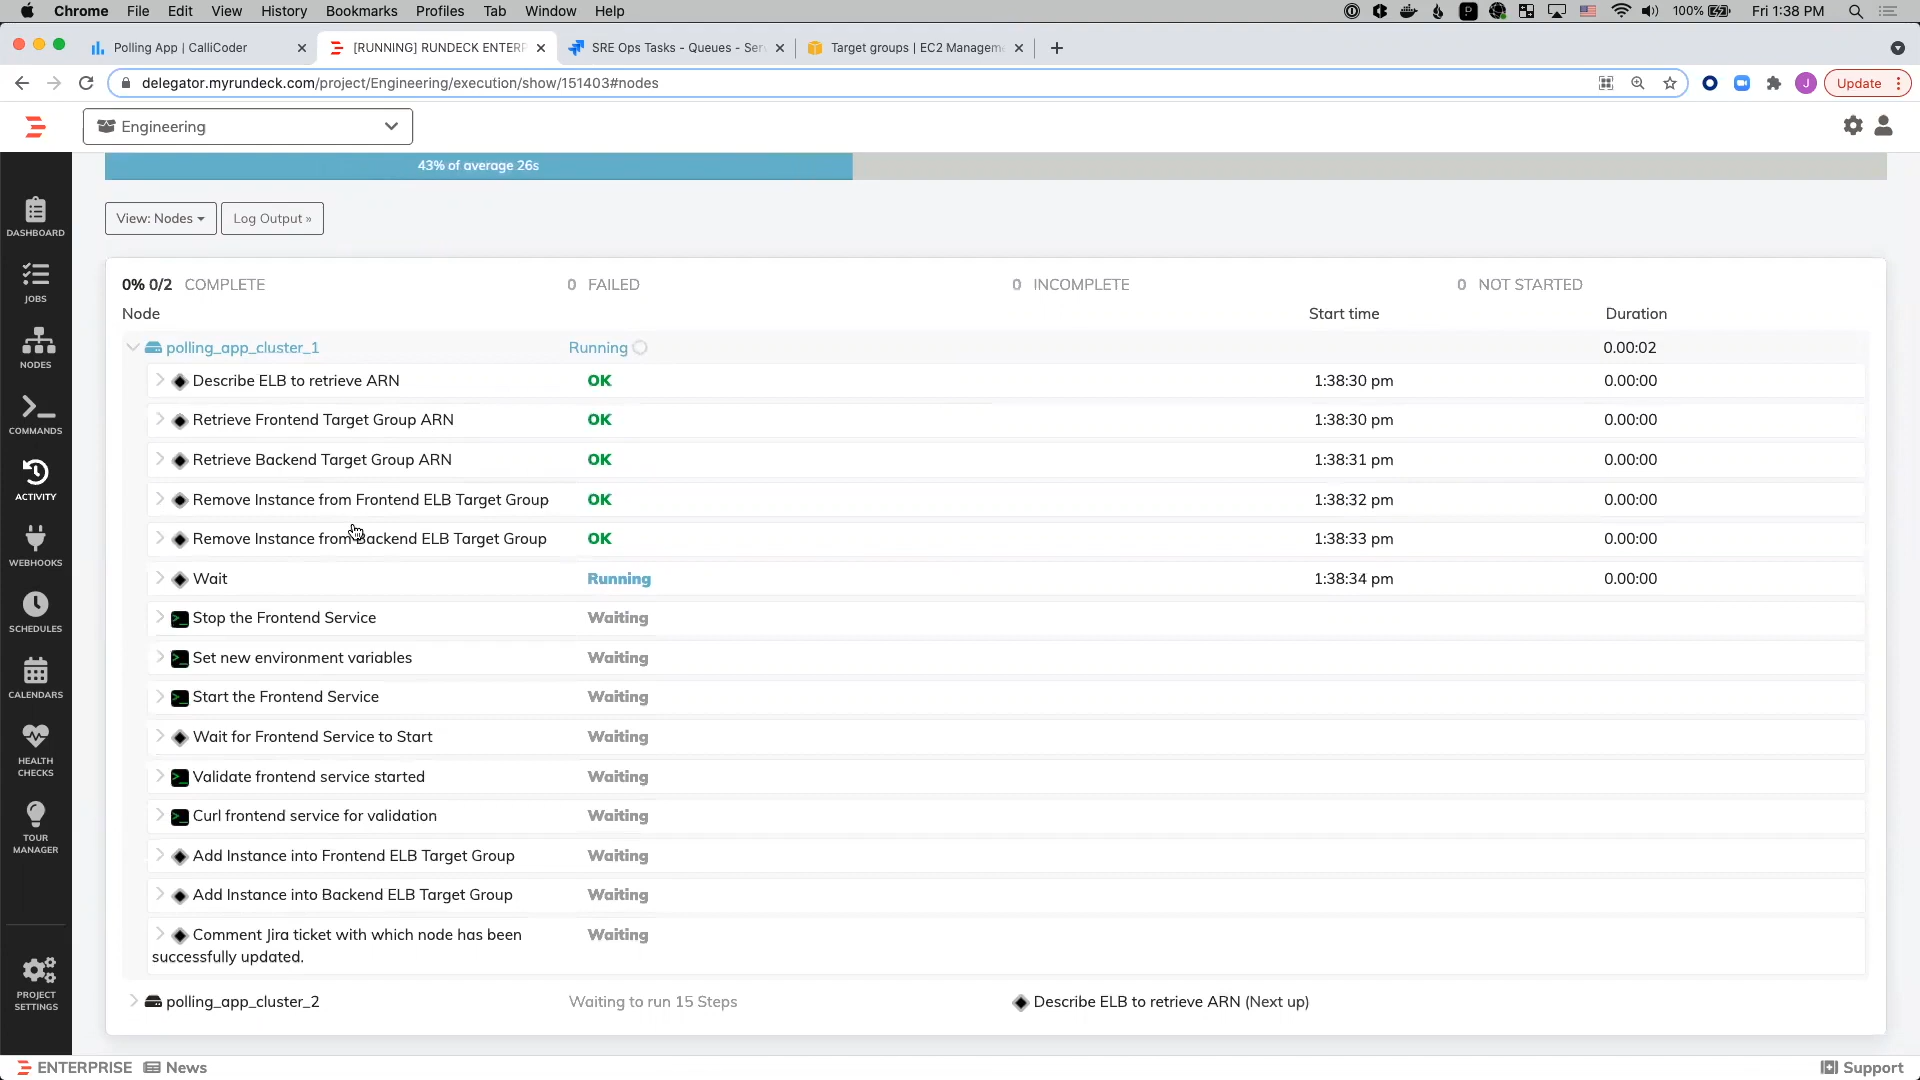 Chrome File Edit View History Bookmarks Profiles Tab Window Help 100% Fri 1:38 PM
Polling App | CalliCoder
[RUNNING] RUNDECK ENTERP
SRE Ops Tasks - Queues - Serv
Target groups | EC2 Manageme
delegator.myrundeck.com/project/Engineering/execution/show/151403#nodes
J
Update
Engineering
43% of average 26s
View: Nodes
Log Output »
DASHBOARD
JOBS
NODES
COMMANDS
ACTIVITY
WEBHOOKS
SCHEDULES
CALENDARS
HEALTH
CHECKS
TOUR
MANAGER
PROJECT
SETTINGS
0% 0/2 COMPLETE 0 FAILED 0 INCOMPLETE 0 NOT STARTED
Node Start time Duration
polling_app_cluster_1 Running 0.00:02
Describe ELB to retrieve ARN OK 1:38:30 pm 0.00:00
Retrieve Frontend Target Group ARN OK 1:38:30 pm 0.00:00
Retrieve Backend Target Group ARN OK 1:38:31 pm 0.00:00
Remove Instance from Frontend ELB Target Group OK 1:38:32 pm 0.00:00
Remove Instance from Backend ELB Target Group OK 1:38:33 pm 0.00:00
Wait Running 1:38:34 pm 0.00:00
Stop the Frontend Service Waiting
Set new environment variables Waiting
Start the Frontend Service Waiting
Wait for Frontend Service to Start Waiting
Validate frontend service started Waiting
Curl frontend service for validation Waiting
Add Instance into Frontend ELB Target Group Waiting
Add Instance into Backend ELB Target Group Waiting
Comment Jira ticket with which node has been Waiting
successfully updated.
polling_app_cluster_2 Waiting to run 15 Steps Describe ELB to retrieve ARN (Next up)
ENTERPRISE News
Support